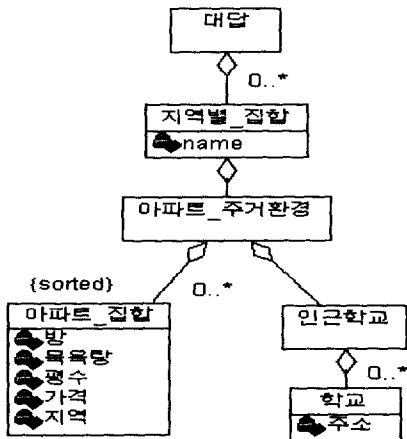 대답
0..*
지역별_집합
name
아파트_주거환경
{sorted}
0..*
아파트_집합
방
목욕탕
평수
가격
지역
인근학교
0..*
학교
주소